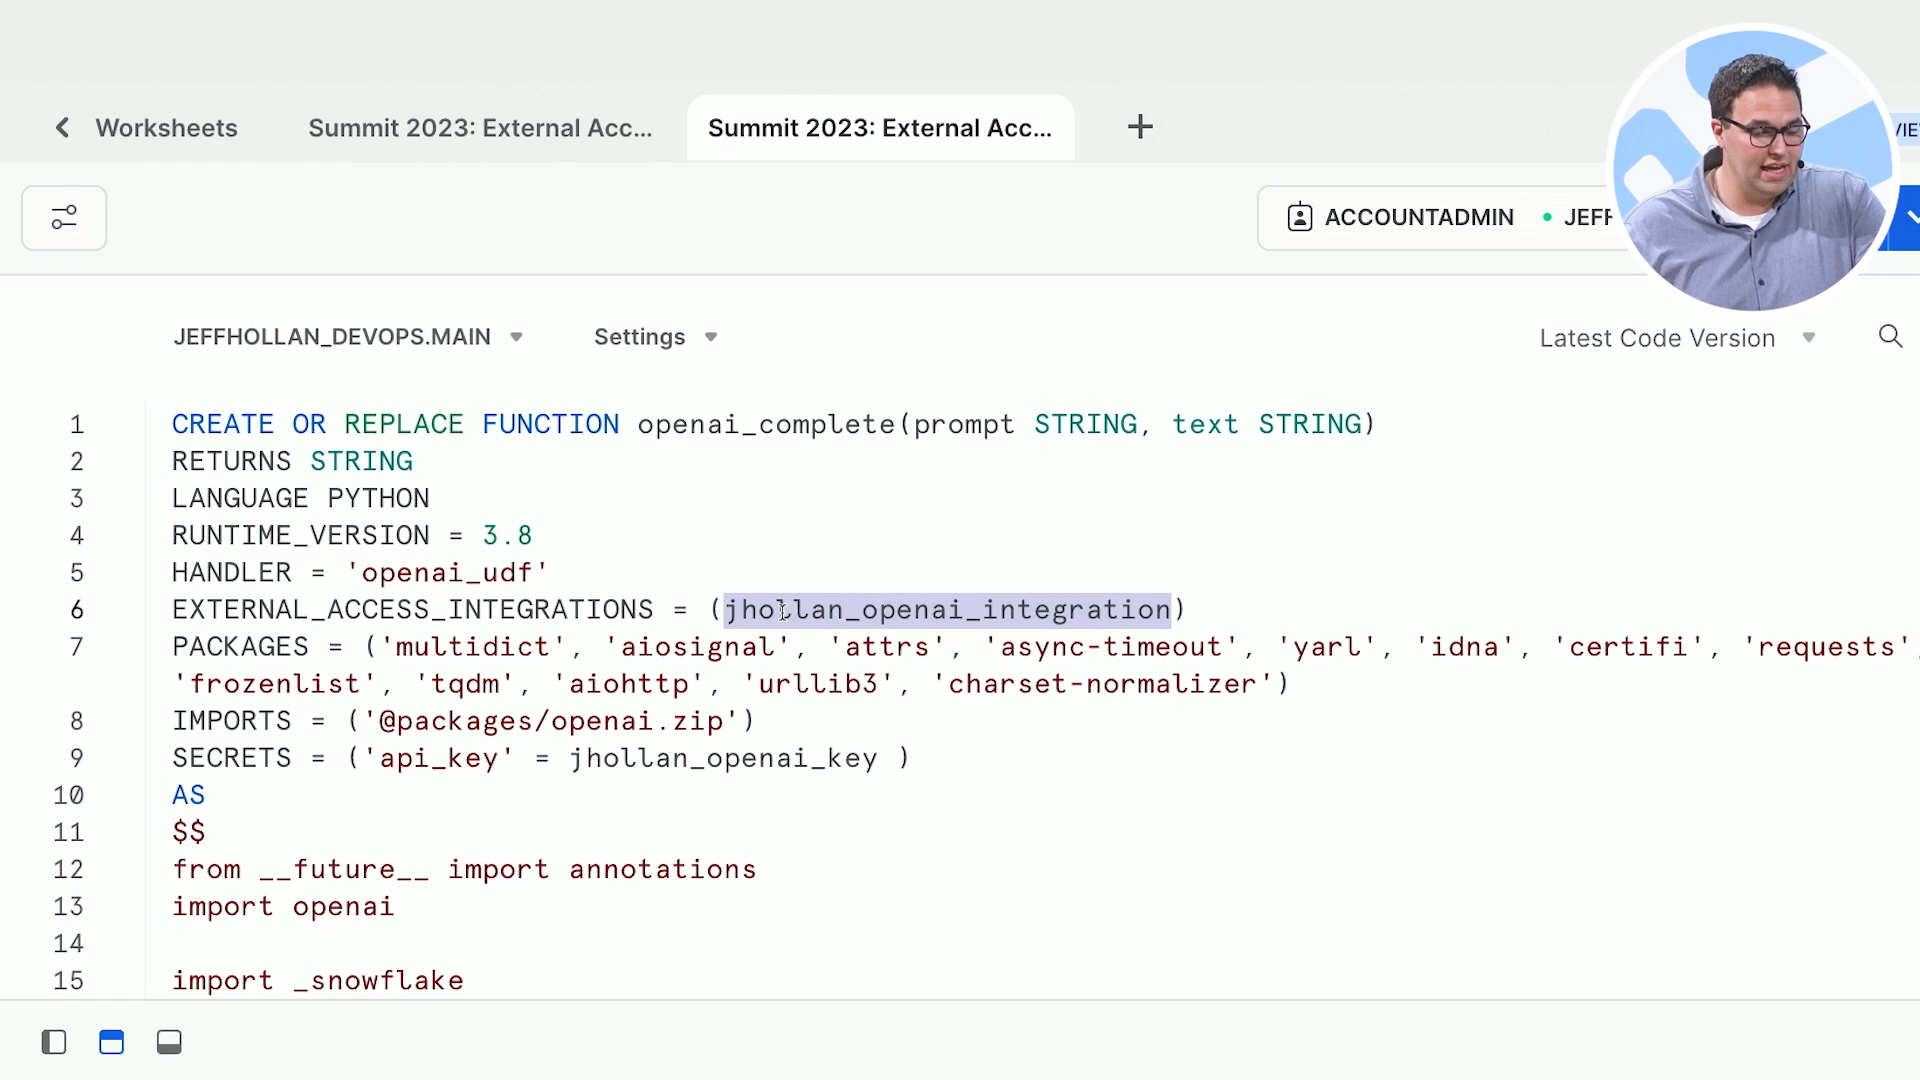 Worksheets
Summit 2023: External Acc...
Summit 2023: External Acc...
+
VIE
ACCOUNTADMIN
JEFF
JEFFHOLLAN_DEVOPS.MAIN
Settings
Latest Code Version
1 CREATE OR REPLACE FUNCTION openai_complete(prompt STRING, text STRING)
2 RETURNS STRING
3 LANGUAGE PYTHON
4 RUNTIME_VERSION = 3.8
5 HANDLER = 'openai_udf'
6 EXTERNAL_ACCESS_INTEGRATIONS = (jhollan_openai_integration)
7 PACKAGES = ('multidict', 'aiosignal', 'attrs', 'async-timeout', 'yarl', 'idna', 'certifi', 'requests',
'frozenlist', 'tqdm', 'aiohttp', 'urllib3', 'charset-normalizer')
8 IMPORTS = ('@packages/openai.zip')
9 SECRETS = ('api_key' = jhollan_openai_key )
10 AS
11 $$
12 from __future__ import annotations
13 import openai
14
15 import _snowflake